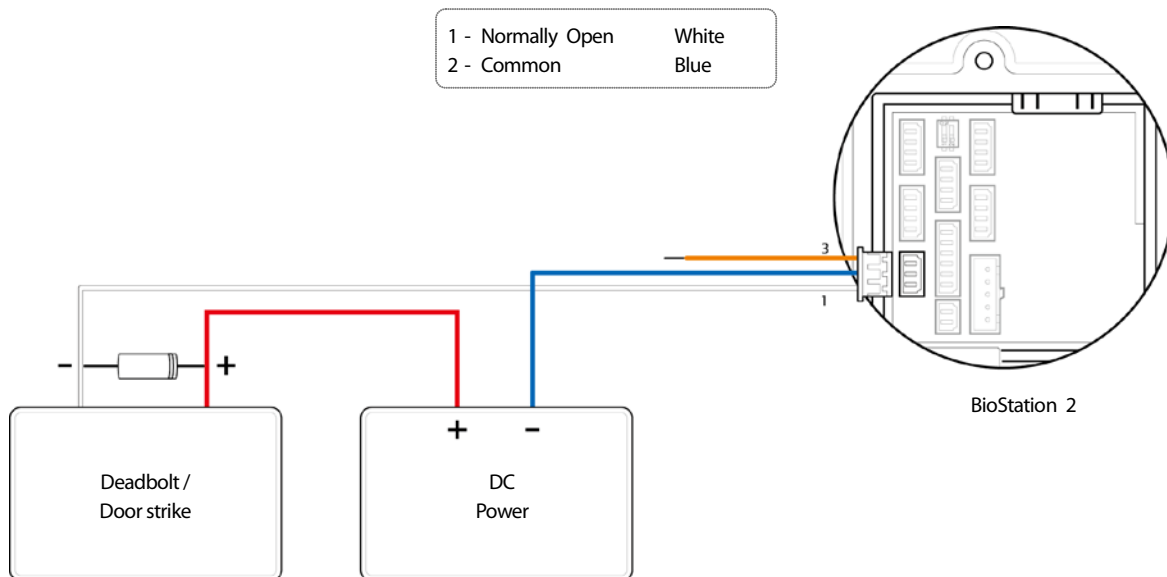 1 - Normally Open White
2 - Common Blue
3
1
- +
+ -
BioStation 2
Deadbolt /
Door strike
DC
Power